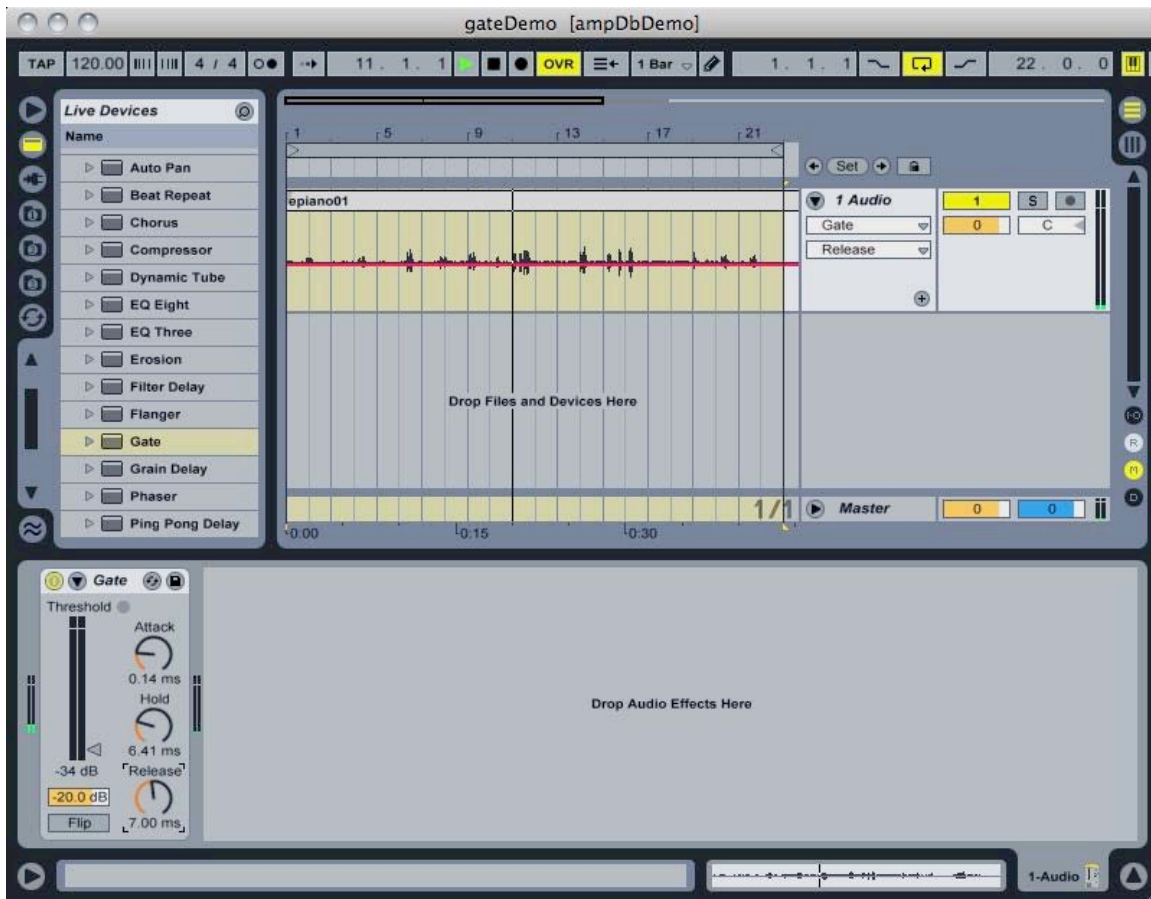 gateDemo [ampDbDemo]
TAP 120.00 4 / 4 11. 1. 1 OVR 1 Bar 1. 1. 1 22. 0. 0
Live Devices
Name
Auto Pan
Beat Repeat
Chorus
Compressor
Dynamic Tube
EQ Eight
EQ Three
Erosion
Filter Delay
Flanger
Gate
Grain Delay
Phaser
Ping Pong Delay
1 5 9 13 17 21
Set
epiano01
1 Audio 1 S
Gate 0 C
Release
Drop Files and Devices Here
I-O
R
M
D
1/1
Master 0 0
0:00 0:15 0:30
Gate
Threshold
Attack
0.14 ms
Hold
6.41 ms
-34 dB
Release
-20.0 dB
7.00 ms
Flip
Drop Audio Effects Here
1-Audio